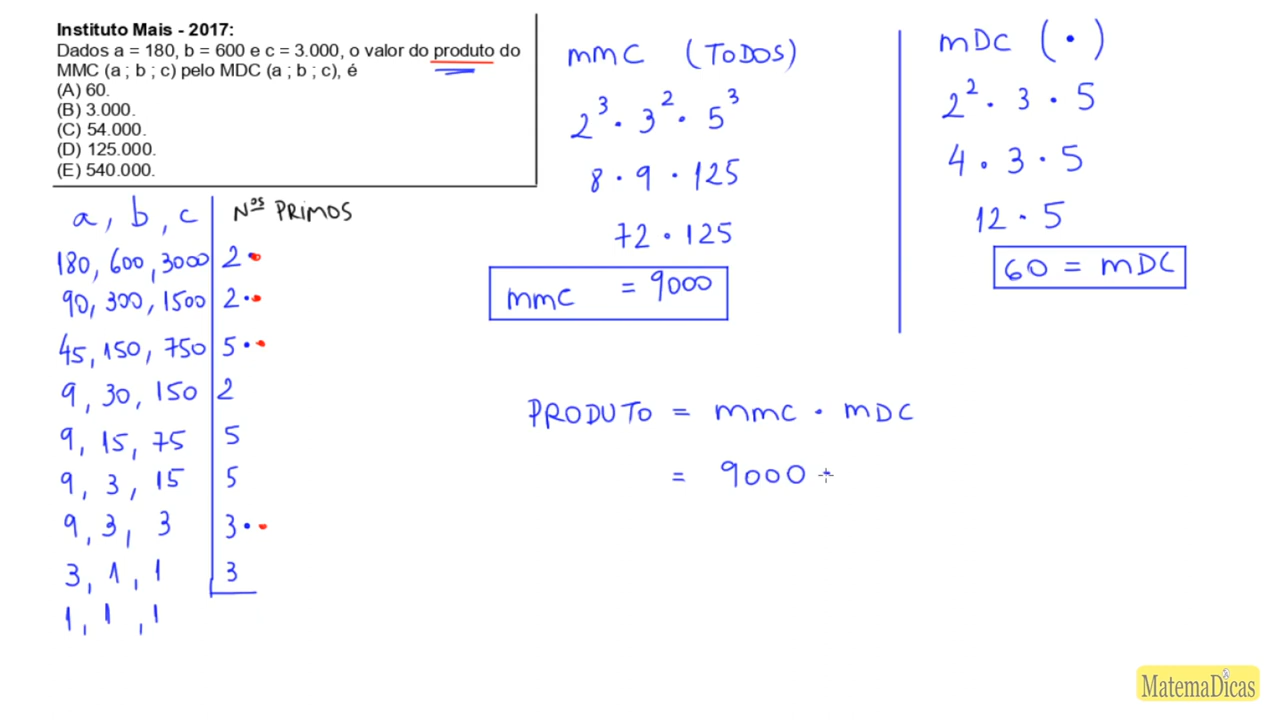 Instituto Mais - 2017:
Dados a = 180, b = 600 e c = 3.000, o valor do produto do
MMC (a ; b ; c) pelo MDC (a ; b ; c), é
(A) 60.
(B) 3.000.
(C) 54.000.
(D) 125.000.
(E) 540.000.
a, b, c Nºs PRIMOS
180, 600, 3000 2 •
90, 300, 1500 2 • •
45, 150, 750 5 • •
9, 30, 150 2
9, 15, 75 5
9, 3, 15 5
9, 3, 3 3 • •
3, 1, 1 3
1, 1, 1
mmc (TODOS)
2³ · 3² · 5³
8 · 9 · 125
72 · 125
mmc = 9000
mDC (•)
2² · 3 · 5
4 · 3 · 5
12 · 5
60 = mDC
PRODUTO = mmc · mDC
= 9000 ·
MatemaDicas